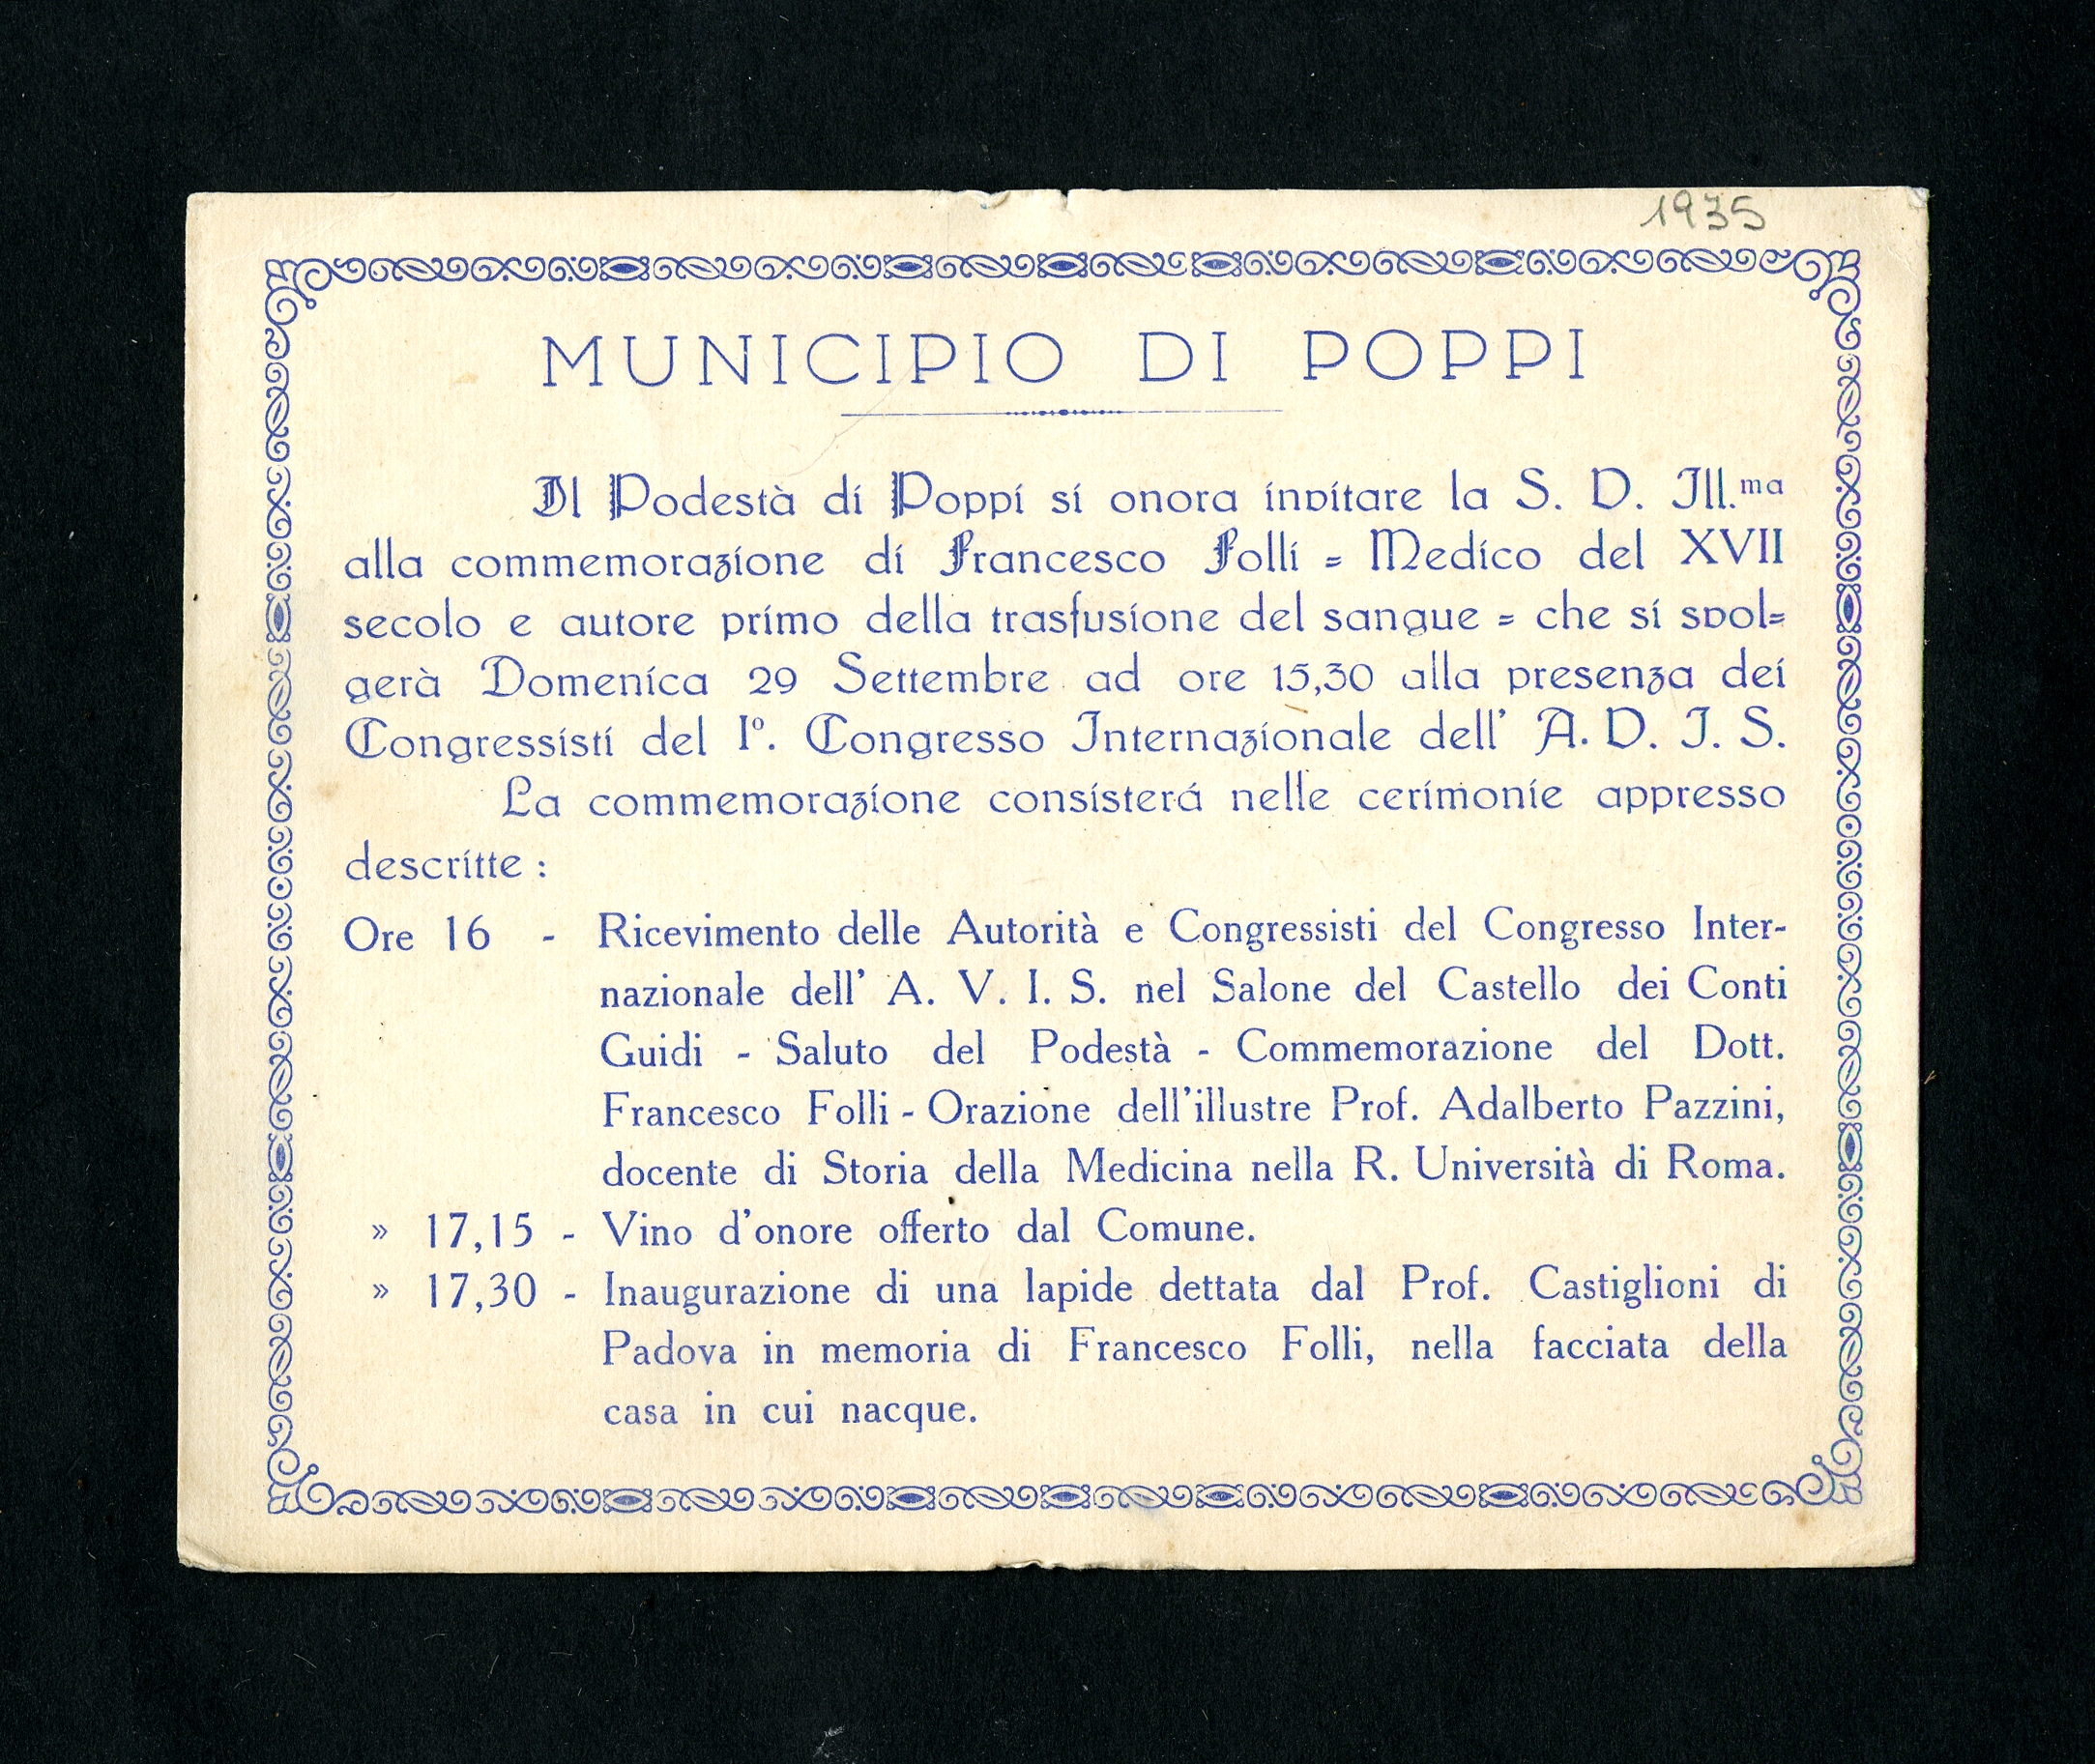 1935
MUNICIPIO DI POPPI
Il Podestà di Poppi si onora invitare la S. V. Ill.ma
alla commemorazione di Francesco Folli = Medico del XVII
secolo e autore primo della trasfusione del sangue = che si svol=
gerà Domenica 29 Settembre ad ore 15,30 alla presenza dei
Congressisti del Iº. Congresso Internazionale dell' A. V. I. S.
La commemorazione consisterá nelle cerimonie appresso
descritte :
Ore 16 - Ricevimento delle Autorità e Congressisti del Congresso Inter-
nazionale dell' A. V. I. S. nel Salone del Castello dei Conti
Guidi - Saluto del Podestà - Commemorazione del Dott.
Francesco Folli - Orazione dell'illustre Prof. Adalberto Pazzini,
docente di Storia della Medicina nella R. Università di Roma.
» 17,15 - Vino d'onore offerto dal Comune.
» 17,30 - Inaugurazione di una lapide dettata dal Prof. Castiglioni di
Padova in memoria di Francesco Folli, nella facciata della
casa in cui nacque.